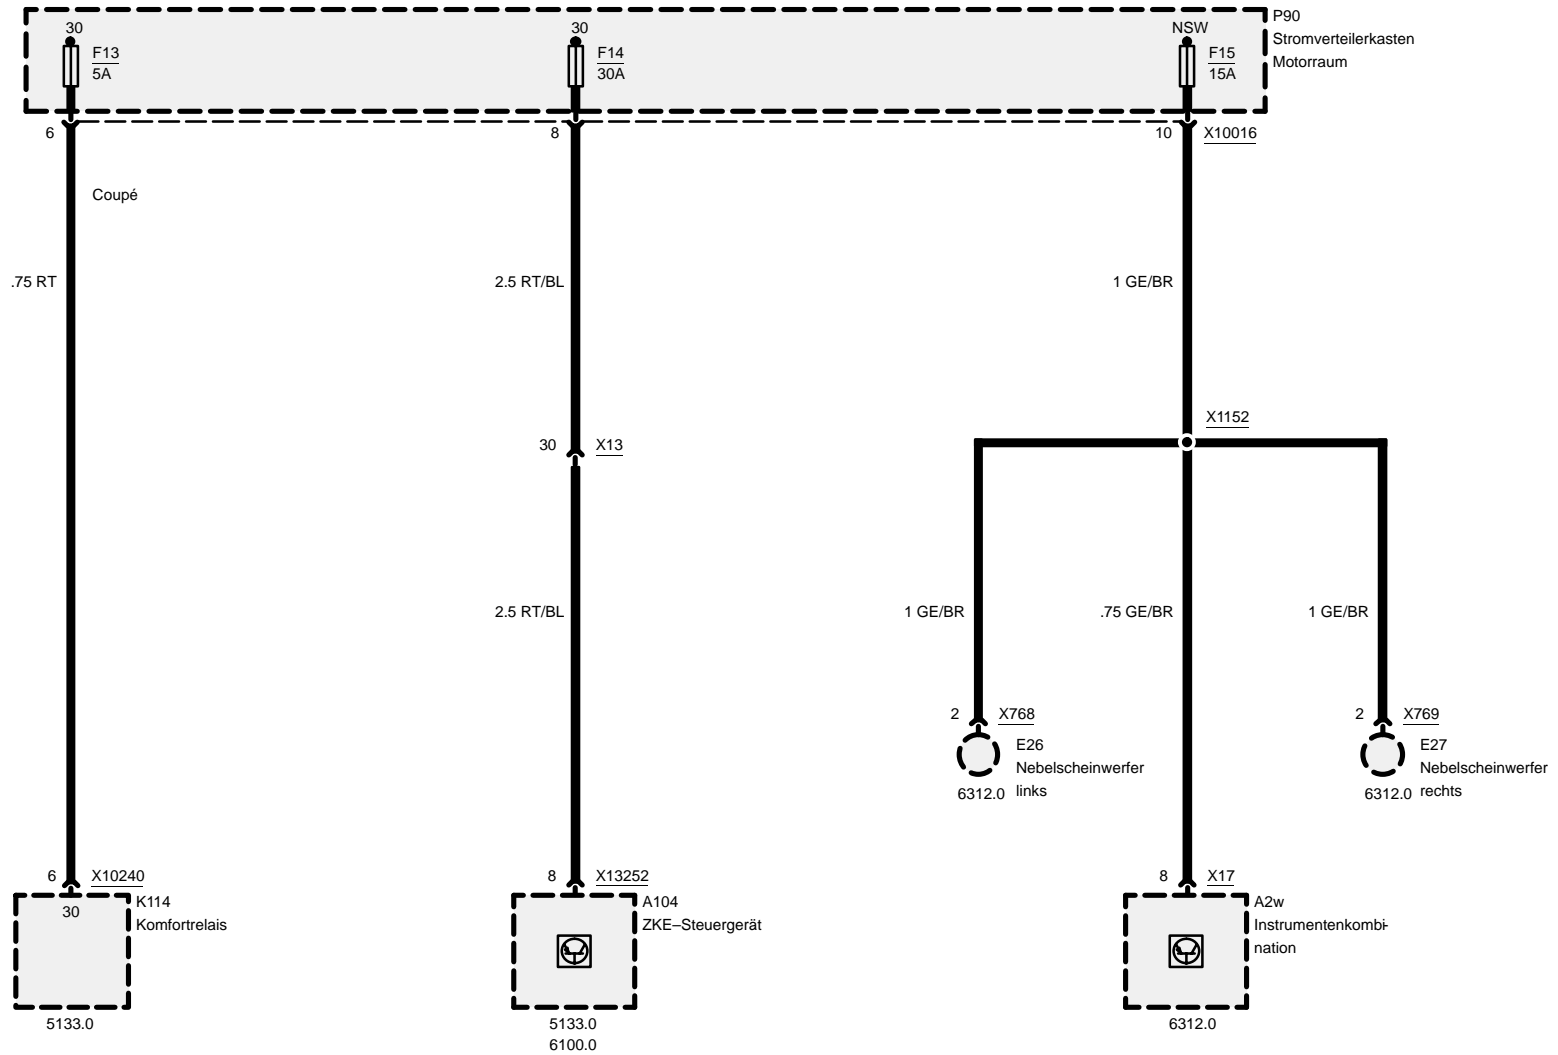 P90
Stromverteilerkasten
Motorraum
30
F13
5A
30
F14
30A
NSW
F15
15A
6
8
10
X10016
Coupé
.75 RT
2.5 RT/BL
1 GE/BR
X1152
30
X13
2.5 RT/BL
1 GE/BR
.75 GE/BR
1 GE/BR
2
X768
E26
Nebelscheinwerfer
links
6312.0
2
X769
E27
Nebelscheinwerfer
rechts
6312.0
6
X10240
30
K114
Komfortrelais
5133.0
8
X13252
A104
ZKE–Steuergerät
5133.0
6100.0
8
X17
A2w
Instrumentenkombi-
nation
6312.0